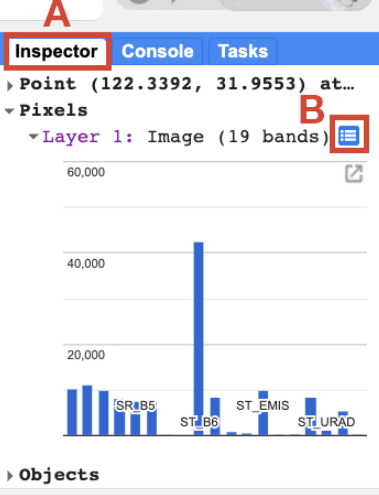 A
Inspector Console Tasks
Point (122.3392, 31.9553) at…
Pixels
B
Layer 1: Image (19 bands)
60,000
40,000
20,000
SR_B5
ST_EMIS
ST_B6
ST_URAD
Objects